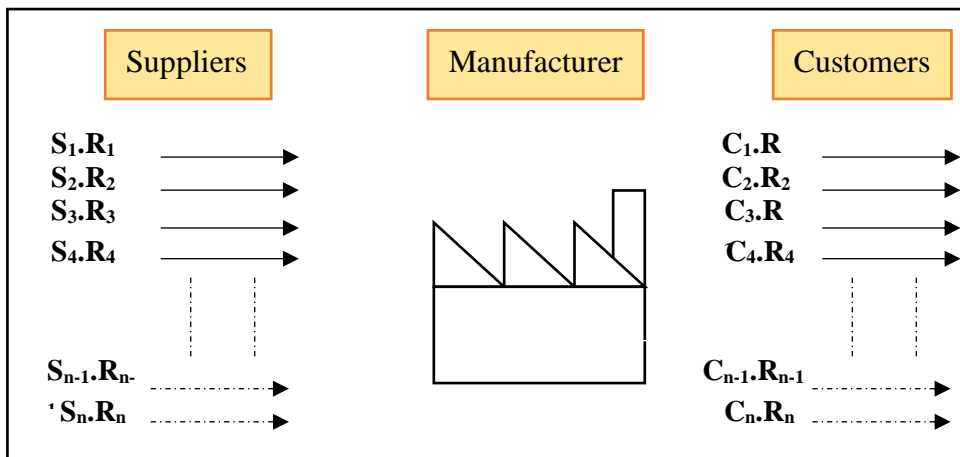 Suppliers
Manufacturer
Customers
S₁.R₁
S₂.R₂
S₃.R₃
S₄.R₄
Sₙ₋₁.Rₙ₋
Sₙ.Rₙ
C₁.R
C₂.R₂
C₃.R
C₄.R₄
Cₙ₋₁.Rₙ₋₁
Cₙ.Rₙ